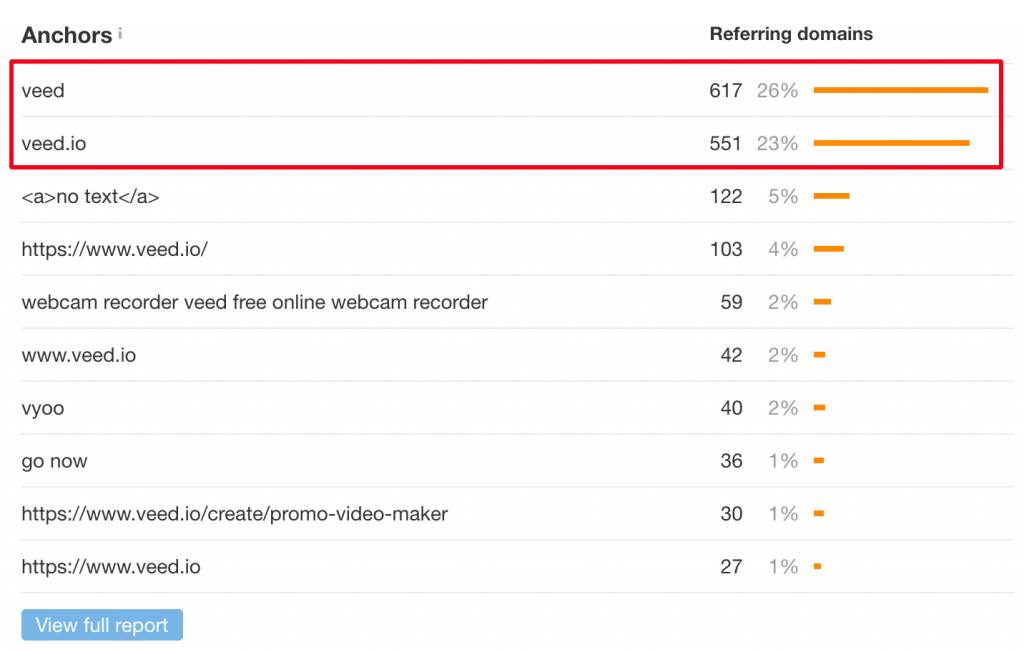 Anchors i Referring domains
veed 617 26%
veed.io 551 23%
<a>no text</a> 122 5%
https://www.veed.io/ 103 4%
webcam recorder veed free online webcam recorder 59 2%
www.veed.io 42 2%
vyoo 40 2%
go now 36 1%
https://www.veed.io/create/promo-video-maker 30 1%
https://www.veed.io 27 1%
View full report